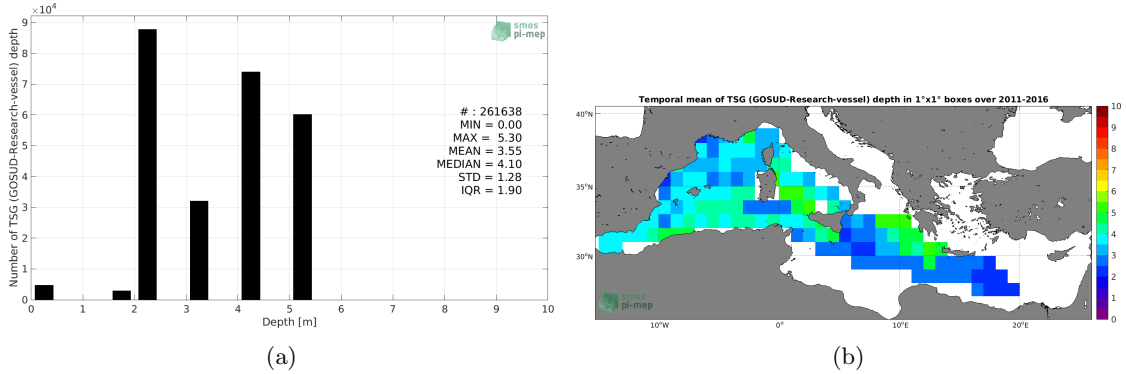 ×10⁴
9
8
7
6
5
4
3
2
1
0
Number of TSG (GOSUD-Research-vessel) depth
smos
pi-mep
# : 261638
MIN = 0.00
MAX = 5.30
MEAN = 3.55
MEDIAN = 4.10
STD = 1.28
IQR = 1.90
0 1 2 3 4 5 6 7 8 9 10
Depth [m]
(a)
Temporal mean of TSG (GOSUD-Research-vessel) depth in 1°x1° boxes over 2011-2016
40°N
35°N
30°N
smos
pi-mep
10°W 0° 10°E 20°E
10
9
8
7
6
5
4
3
2
1
0
(b)